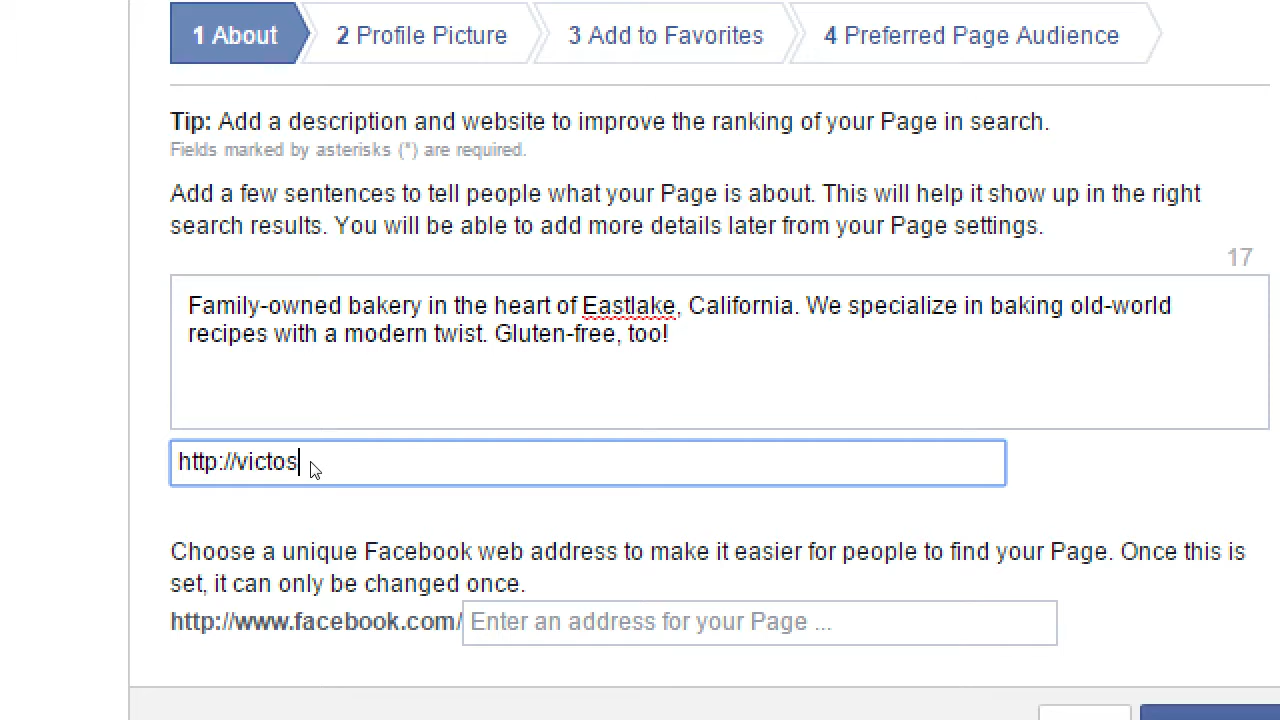 1 About 2 Profile Picture 3 Add to Favorites 4 Preferred Page Audience
Tip: Add a description and website to improve the ranking of your Page in search.
Fields marked by asterisks (*) are required.
Add a few sentences to tell people what your Page is about. This will help it show up in the right
search results. You will be able to add more details later from your Page settings.
17
Family-owned bakery in the heart of Eastlake, California. We specialize in baking old-world
recipes with a modern twist. Gluten-free, too!
http://victos
Choose a unique Facebook web address to make it easier for people to find your Page. Once this is
set, it can only be changed once.
http://www.facebook.com/ Enter an address for your Page ...